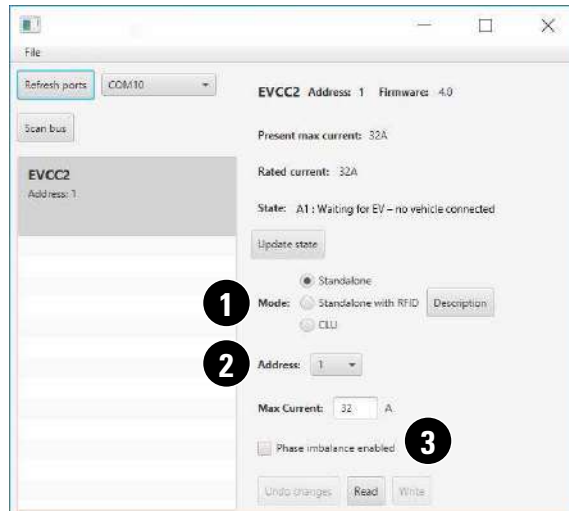 File
Refresh ports COM10
Scan bus
EVCC2
Address: 1
EVCC2 Address: 1 Firmware: 4.0
Present max current: 32A
Rated current: 32A
State: A1 : Waiting for EV – no vehicle connected
Update state
Standalone
1 Mode: Standalone with RFID Description
CLU
2 Address: 1
Max Current: 32 A
Phase imbalance enabled 3
Undo changes Read Write